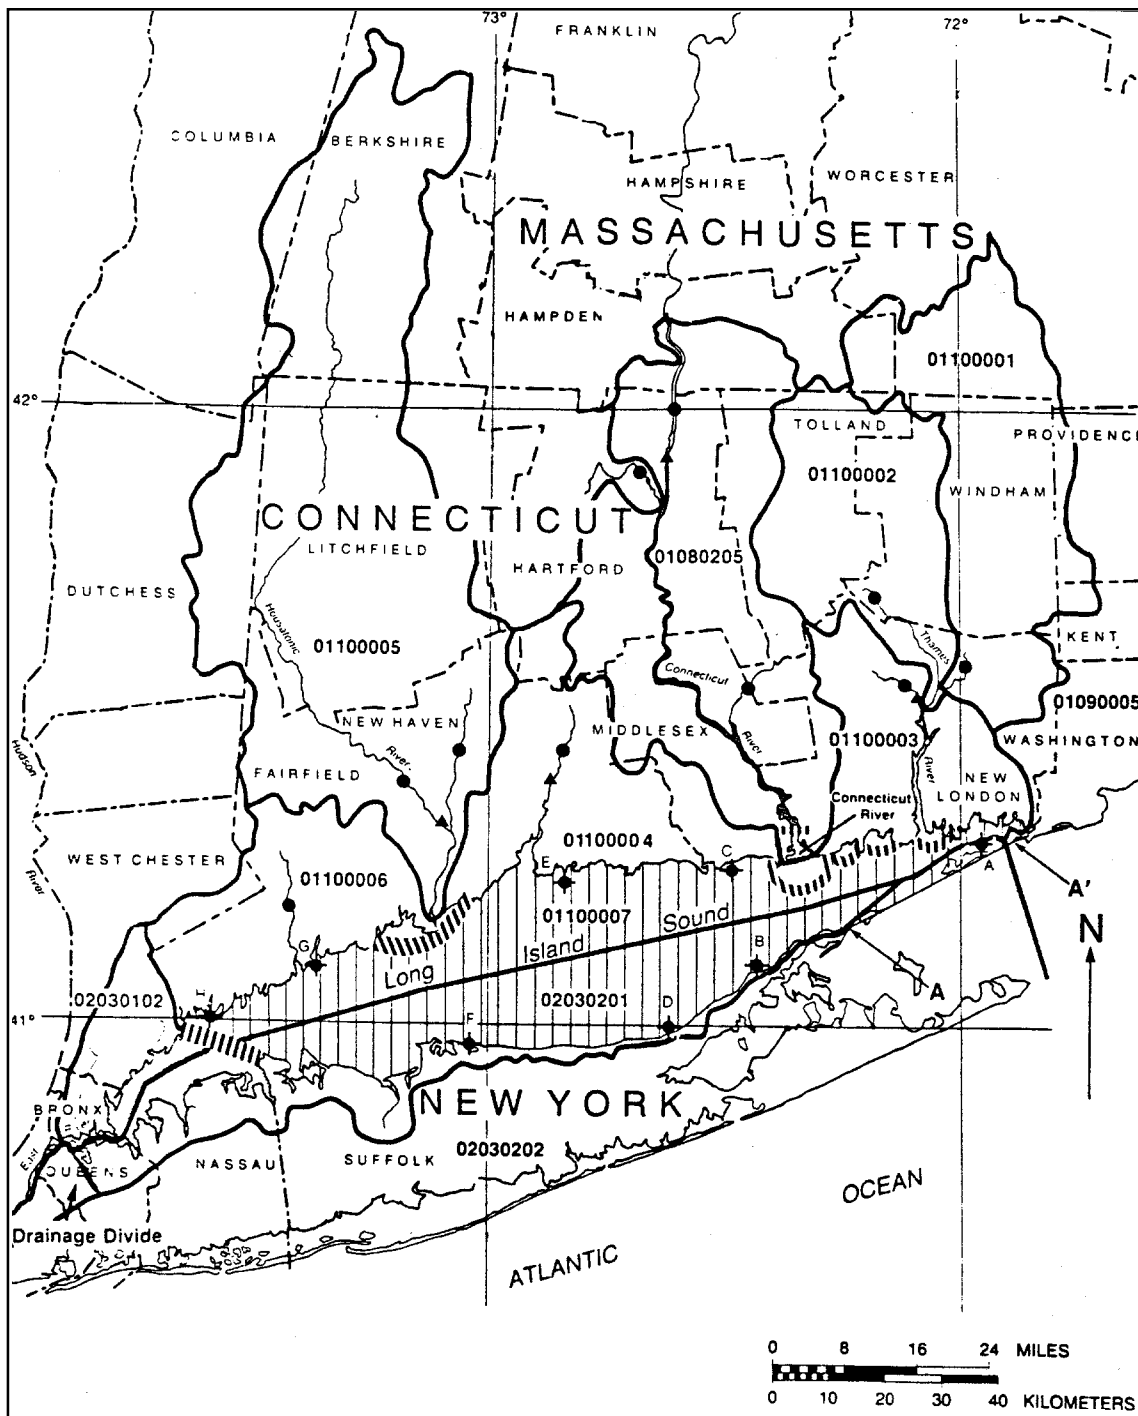 73°
72°
FRANKLIN
COLUMBIA
BERKSHIRE
HAMPSHIRE
WORCESTER
MASSACHUSETTS
HAMPDEN
01100001
42°
TOLLAND
PROVIDENCE
01100002
WINDHAM
CONNECTICUT
LITCHFIELD
HARTFORD
01080205
DUTCHESS
Housatonic
01100005
Thames
KENT
Connecticut
01090005
NEW HAVEN
MIDDLESEX
01100003
WASHINGTON
Hudson
River
River
River
FAIRFIELD
NEW
LONDON
Connecticut
River
WESTCHESTER
River
01100004
E
C
A
A'
01100006
01100007
Sound
N
G
Island
B
Long
A
02030102
H
02030201
D
41°
F
NEW YORK
BRONX
East
QUEENS
NASSAU
SUFFOLK
02030202
OCEAN
Drainage Divide
ATLANTIC
0 8 16 24 MILES
0 10 20 30 40 KILOMETERS